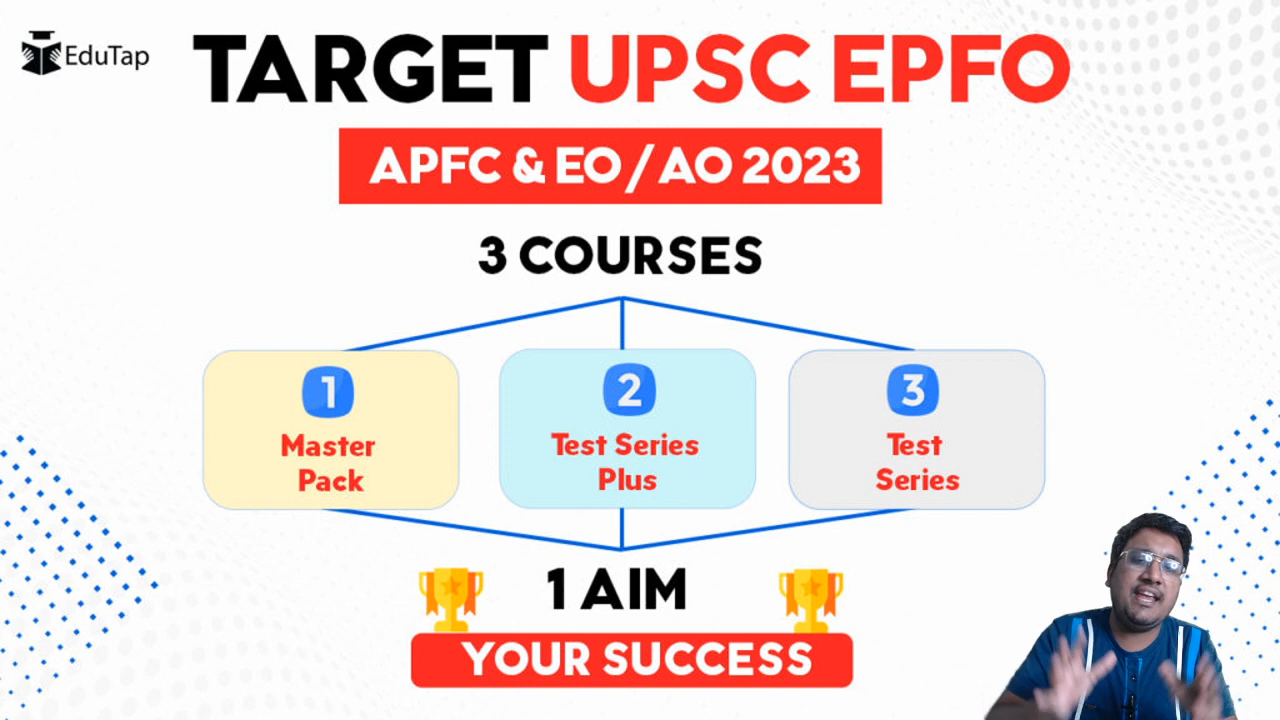 EduTap
TARGET UPSC EPFO
APFC & EO/AO 2023
3 COURSES
1
2
3
Master
Pack
Test Series
Plus
Test
Series
1 AIM
YOUR SUCCESS